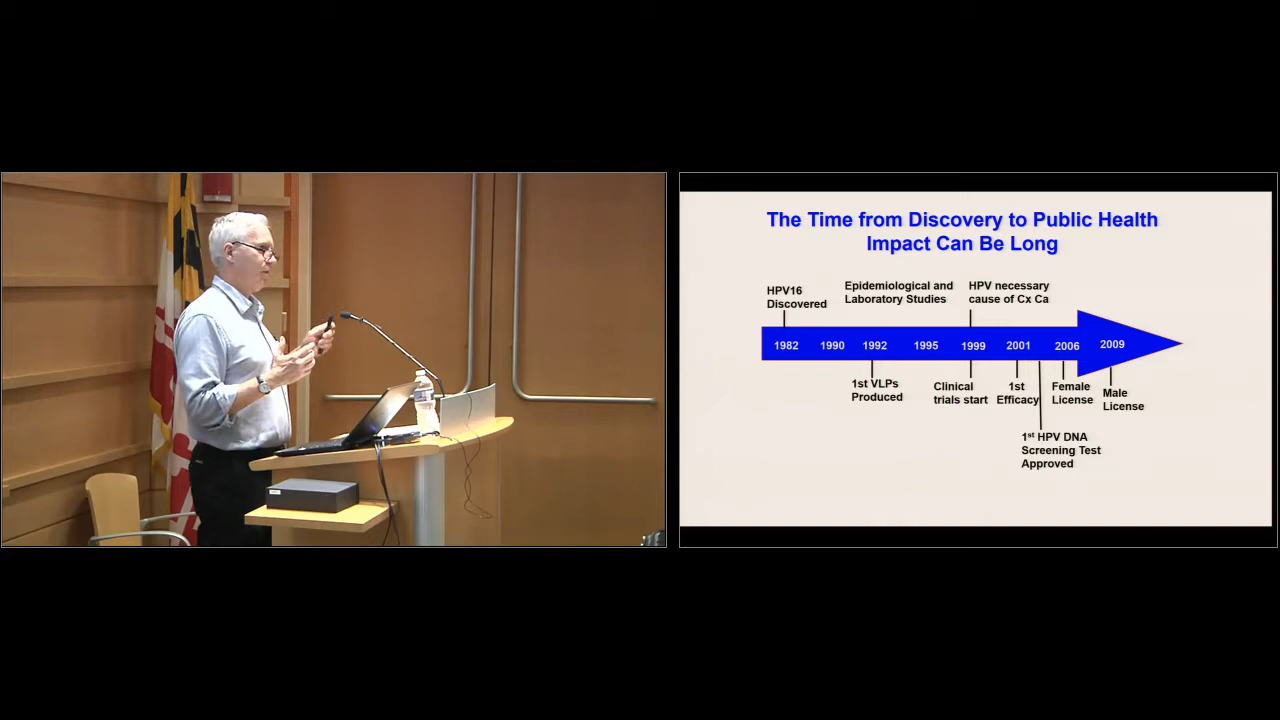 The Time from Discovery to Public Health
Impact Can Be Long
HPV16
Discovered
Epidemiological and
Laboratory Studies
HPV necessary
cause of Cx Ca
1982 1990 1992 1995 1999 2001 2006 2009
1st VLPs
Produced
Clinical
trials start
1st
Efficacy
Female
License
Male
License
1st HPV DNA
Screening Test
Approved